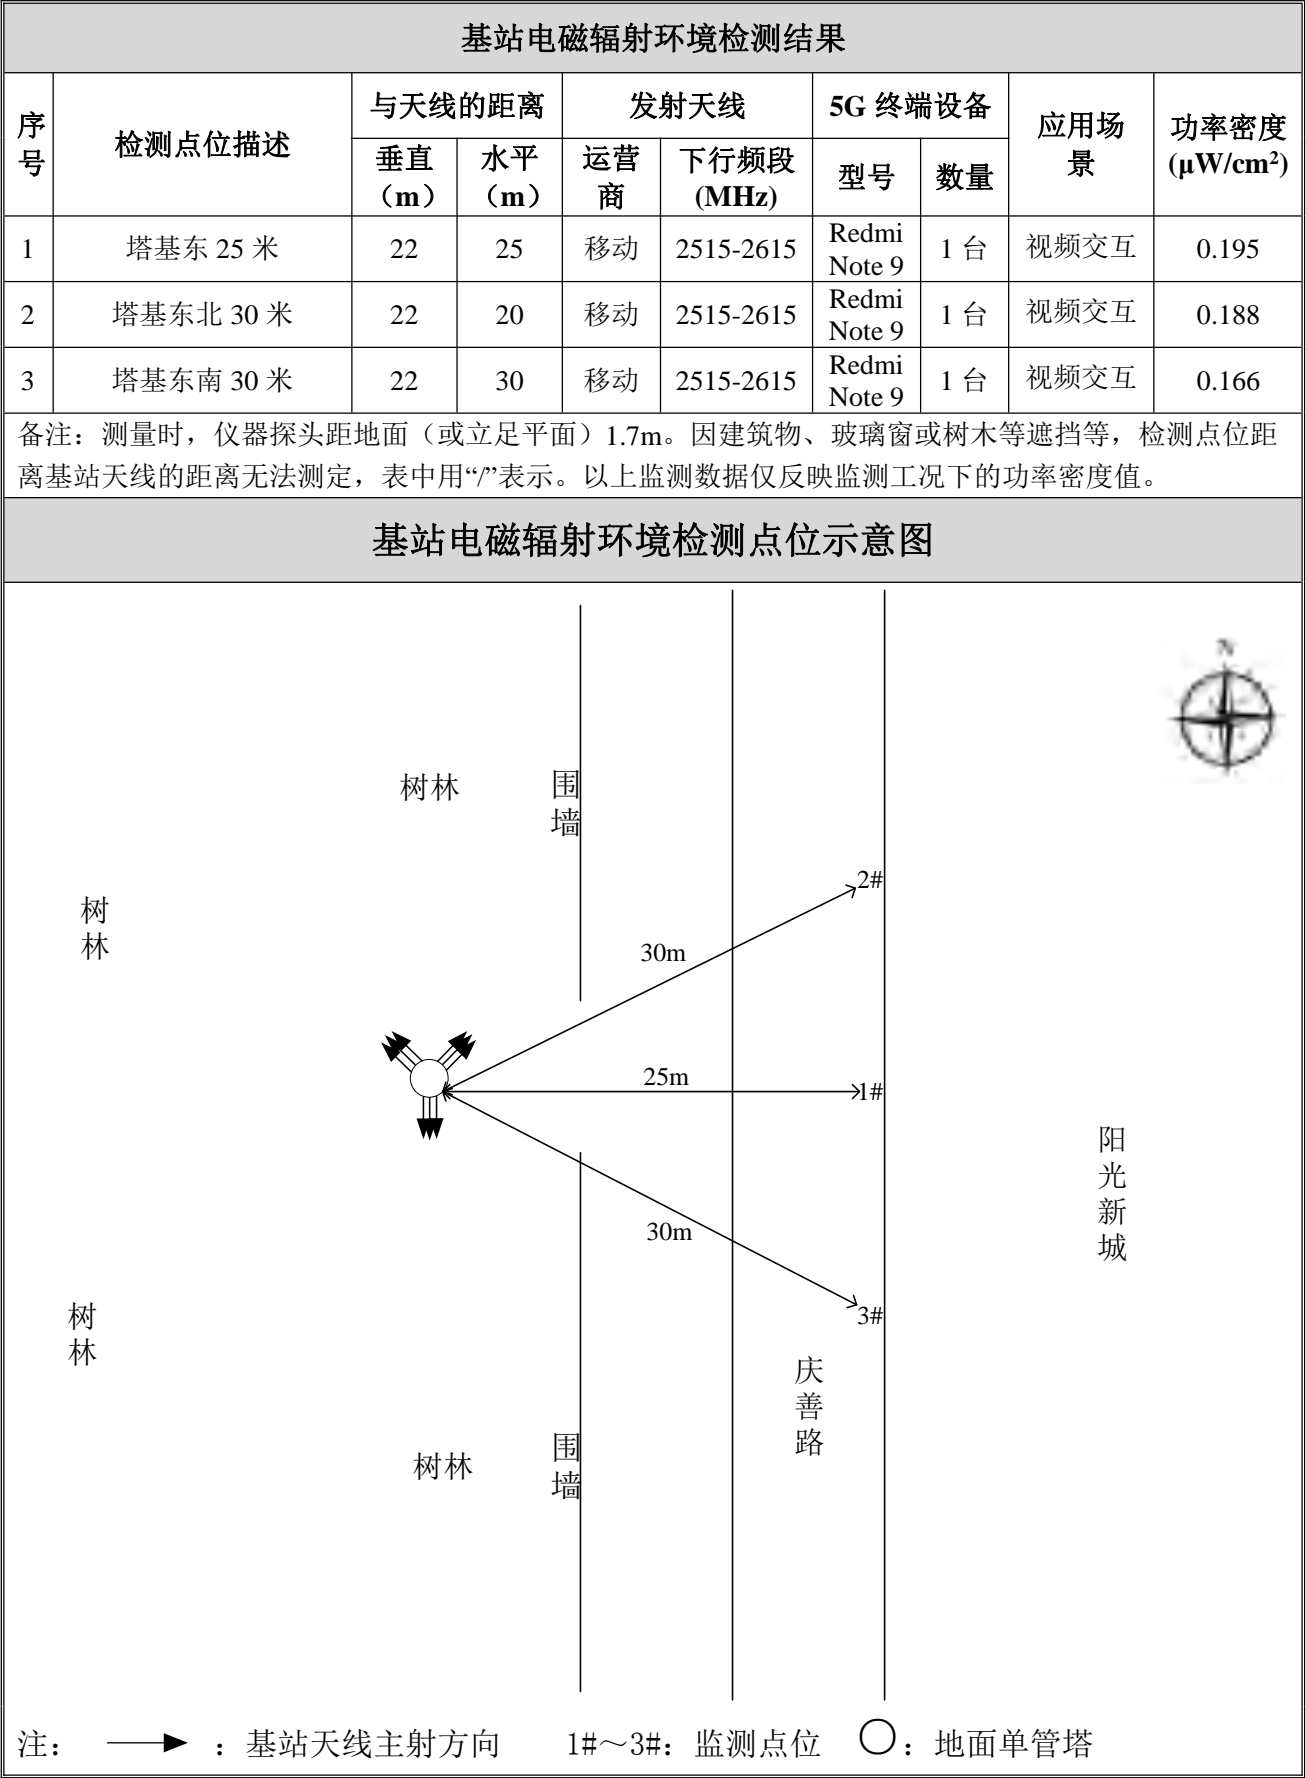 基站电磁辐射环境检测结果
序号 检测点位描述 与天线的距离 发射天线 5G 终端设备 应用场景 功率密度(μW/cm²)
垂直（m） 水平（m） 运营商 下行频段(MHz) 型号 数量
1 塔基东 25 米 22 25 移动 2515-2615 Redmi Note 9 1 台 视频交互 0.195
2 塔基东北 30 米 22 20 移动 2515-2615 Redmi Note 9 1 台 视频交互 0.188
3 塔基东南 30 米 22 30 移动 2515-2615 Redmi Note 9 1 台 视频交互 0.166
备注：测量时，仪器探头距地面（或立足平面）1.7m。因建筑物、玻璃窗或树木等遮挡等，检测点位距
离基站天线的距离无法测定，表中用“/”表示。以上监测数据仅反映监测工况下的功率密度值。
基站电磁辐射环境检测点位示意图
N
树林
围墙
2#
树林
30m
25m
1#
阳光新城
30m
3#
树林
庆善路
树林
围墙
注： ：基站天线主射方向 1#～3#：监测点位 ：地面单管塔